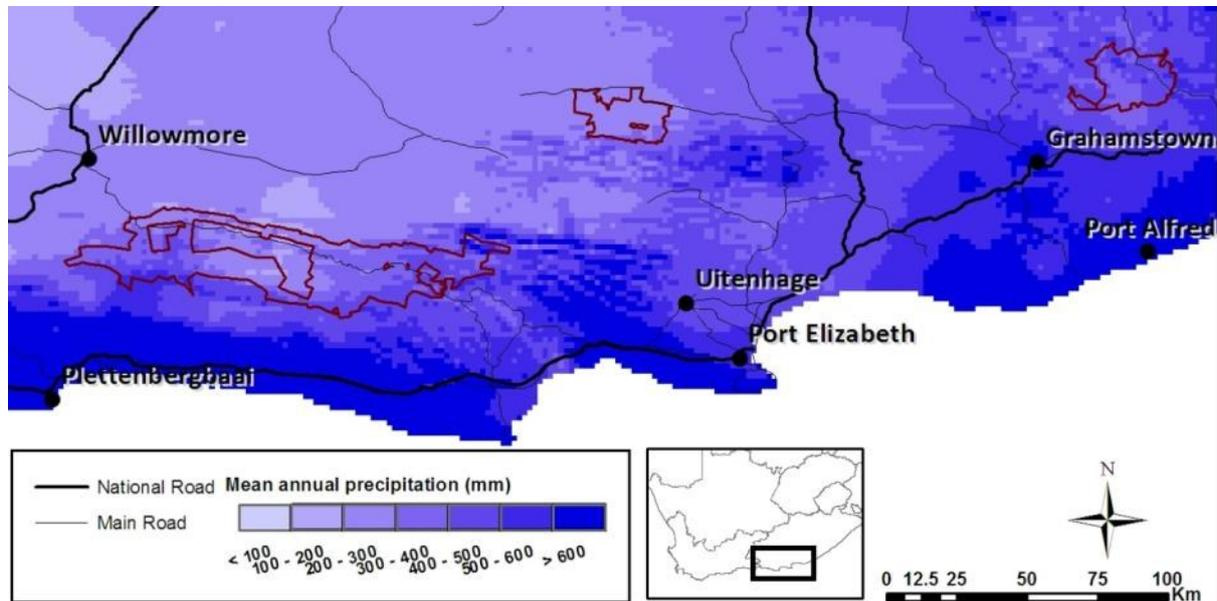 Willowmore
Grahamstown
Port Alfred
Uitenhage
Port Elizabeth
Plettenbergbaai
National Road
Main Road
Mean annual precipitation (mm)
< 100
100 - 200
200 - 300
300 - 400
400 - 500
500 - 600
> 600
N
0 12.5 25 50 75 100
Km